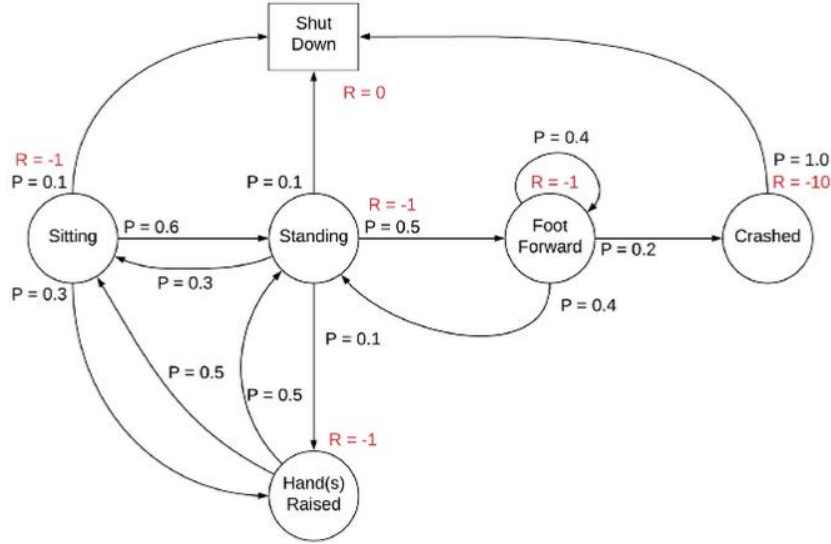 Shut
Down
R = 0
P = 0.4
R = -1
P = 0.1
P = 0.1
R = -1
P = 0.5
R = -1
P = 1.0
R = -10
Sitting
P = 0.6
Standing
Foot
Forward
P = 0.2
Crashed
P = 0.3
P = 0.3
P = 0.4
P = 0.1
P = 0.5
P = 0.5
R = -1
Hand(s)
Raised